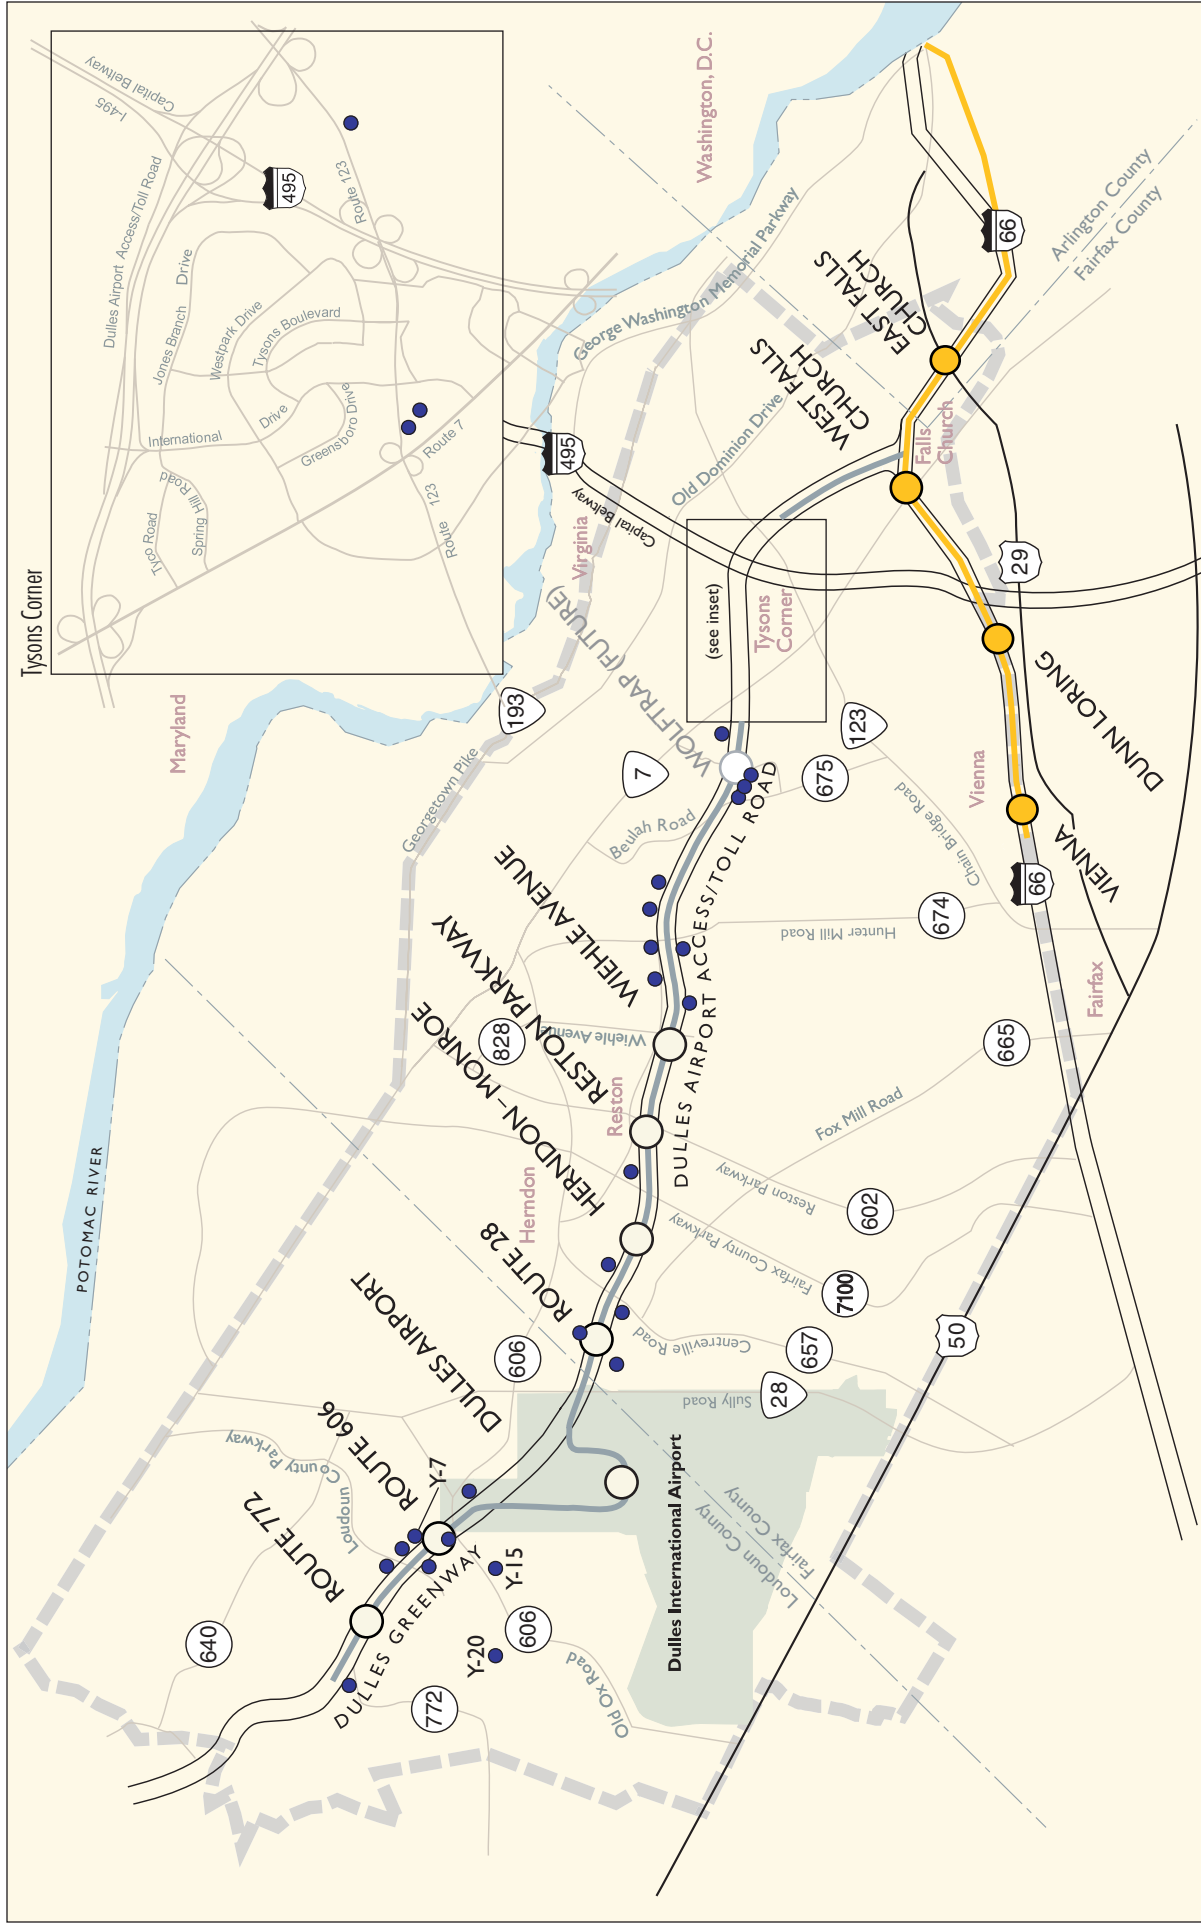 Tysons Corner
Capital Beltway
I-495
Dulles Airport Access/Toll Road
495
Route 123
Jones Branch Drive
Westpark Drive
Tysons Boulevard
International
Drive
Greensboro Drive
Route 7
Spring Hill Road
Tyco Road
Route 123
Washington, D.C.
Maryland
Virginia
POTOMAC RIVER
George Washington Memorial Parkway
Arlington County
Fairfax County
66
EAST FALLS
CHURCH
WEST FALLS
CHURCH
Falls
Church
Old Dominion Drive
495
Capital Beltway
(see inset)
Tysons
Corner
29
DUNN LORING
Vienna
VIENNA
66
Fairfax
193
Georgetown Pike
WOLFTRAP (FUTURE)
7
123
675
Chain Bridge Road
Beulah Road
674
Hunter Mill Road
WIEHLE AVENUE
RESTON PARKWAY
HERNDON – MONROE
828
Wiehle Avenue
Reston
DULLES AIRPORT ACCESS/TOLL ROAD
665
Fox Mill Road
602
Reston Parkway
Herndon
7100
Fairfax County Parkway
ROUTE 28
657
Centreville Road
50
28
Sully Road
606
DULLES AIRPORT
Dulles International Airport
Fairfax County
Loudoun County
ROUTE 606
Y-7
Loudoun County Parkway
ROUTE 772
Y-15
Y-20
606
Old Ox Road
DULLES GREENWAY
640
772